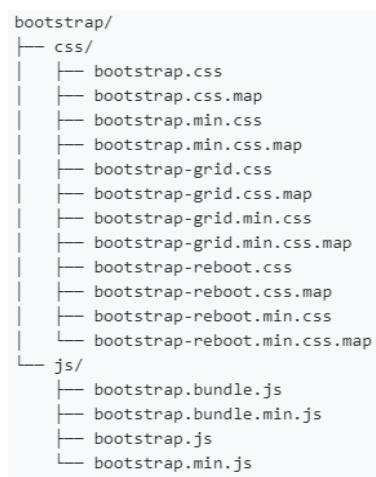 bootstrap/
├── css/
│   ├── bootstrap.css
│   ├── bootstrap.css.map
│   ├── bootstrap.min.css
│   ├── bootstrap.min.css.map
│   ├── bootstrap-grid.css
│   ├── bootstrap-grid.css.map
│   ├── bootstrap-grid.min.css
│   ├── bootstrap-grid.min.css.map
│   ├── bootstrap-reboot.css
│   ├── bootstrap-reboot.css.map
│   ├── bootstrap-reboot.min.css
│   └── bootstrap-reboot.min.css.map
└── js/
    ├── bootstrap.bundle.js
    ├── bootstrap.bundle.min.js
    ├── bootstrap.js
    └── bootstrap.min.js